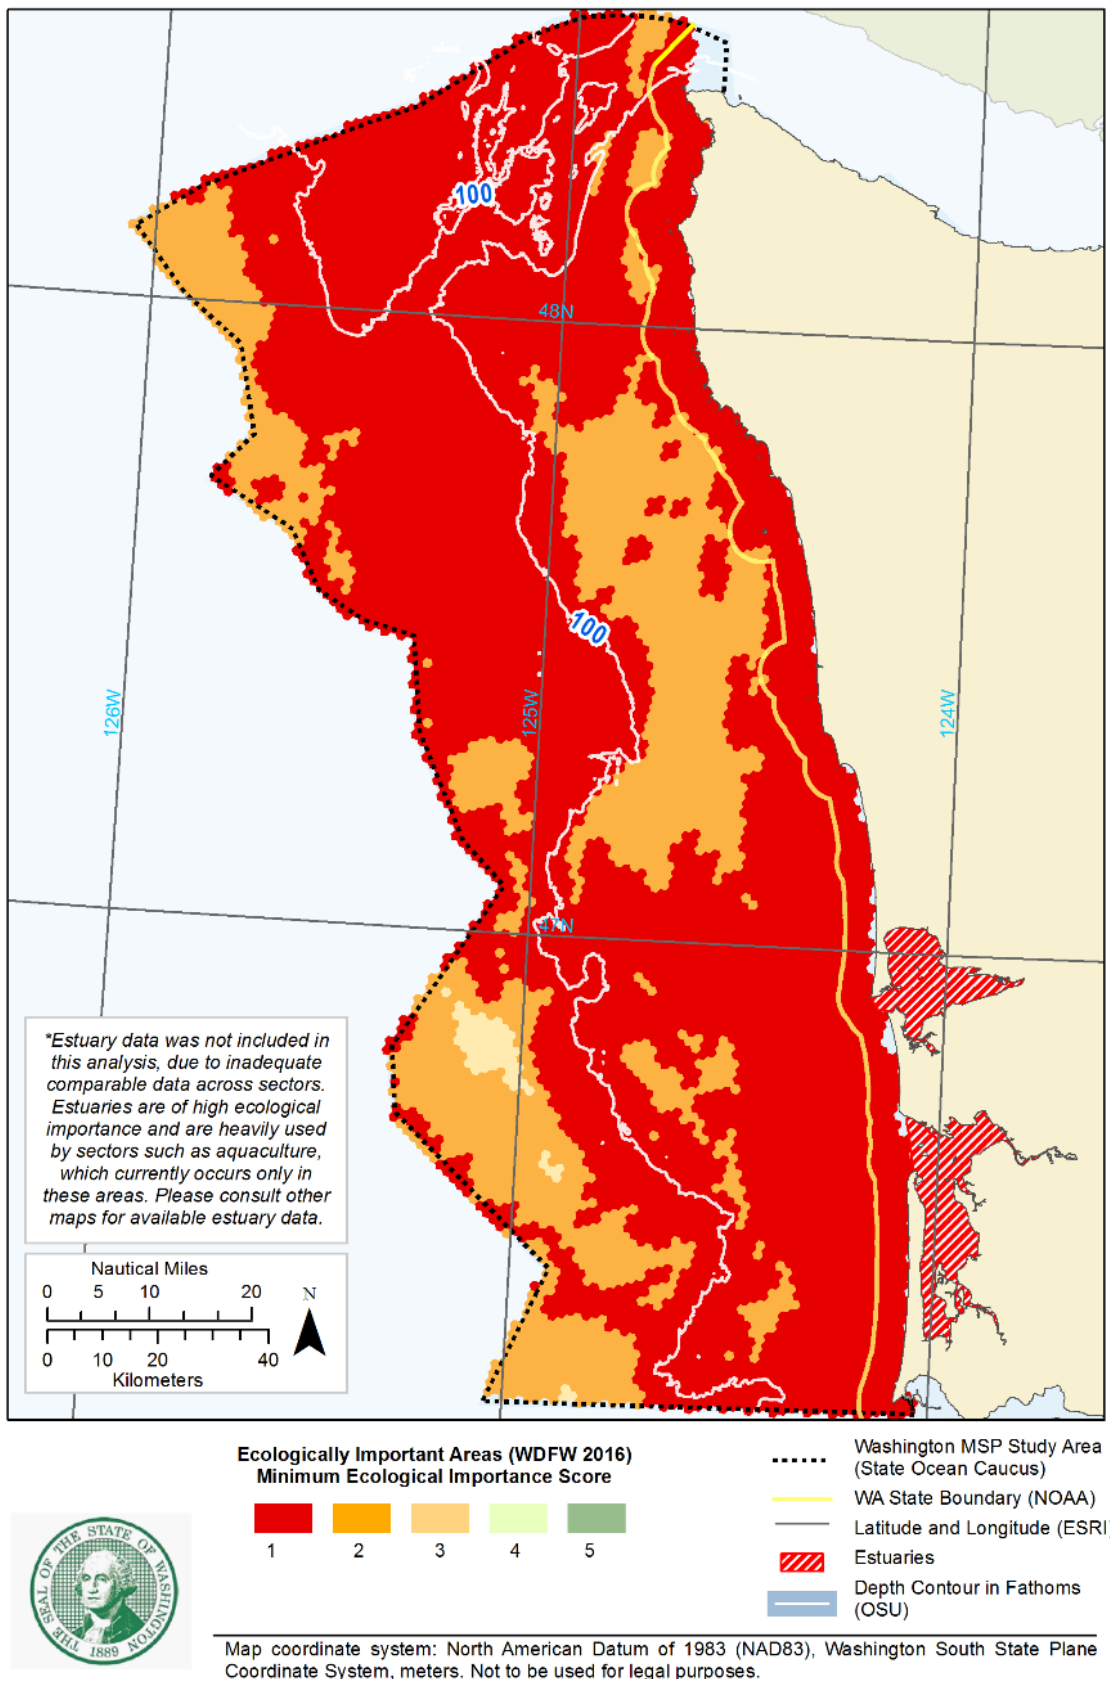 100
48N
100
126W
125W
124W
47N
*Estuary data was not included in
this analysis, due to inadequate
comparable data across sectors.
Estuaries are of high ecological
importance and are heavily used
by sectors such as aquaculture,
which currently occurs only in
these areas. Please consult other
maps for available estuary data.
Nautical Miles
0 5 10 20
N
0 10 20 40
Kilometers
Ecologically Important Areas (WDFW 2016)
Minimum Ecological Importance Score
1 2 3 4 5
Washington MSP Study Area
(State Ocean Caucus)
WA State Boundary (NOAA)
Latitude and Longitude (ESRI)
Estuaries
Depth Contour in Fathoms
(OSU)
THE SEAL OF THE STATE OF WASHINGTON
1889
Map coordinate system: North American Datum of 1983 (NAD83), Washington South State Plane
Coordinate System, meters. Not to be used for legal purposes.